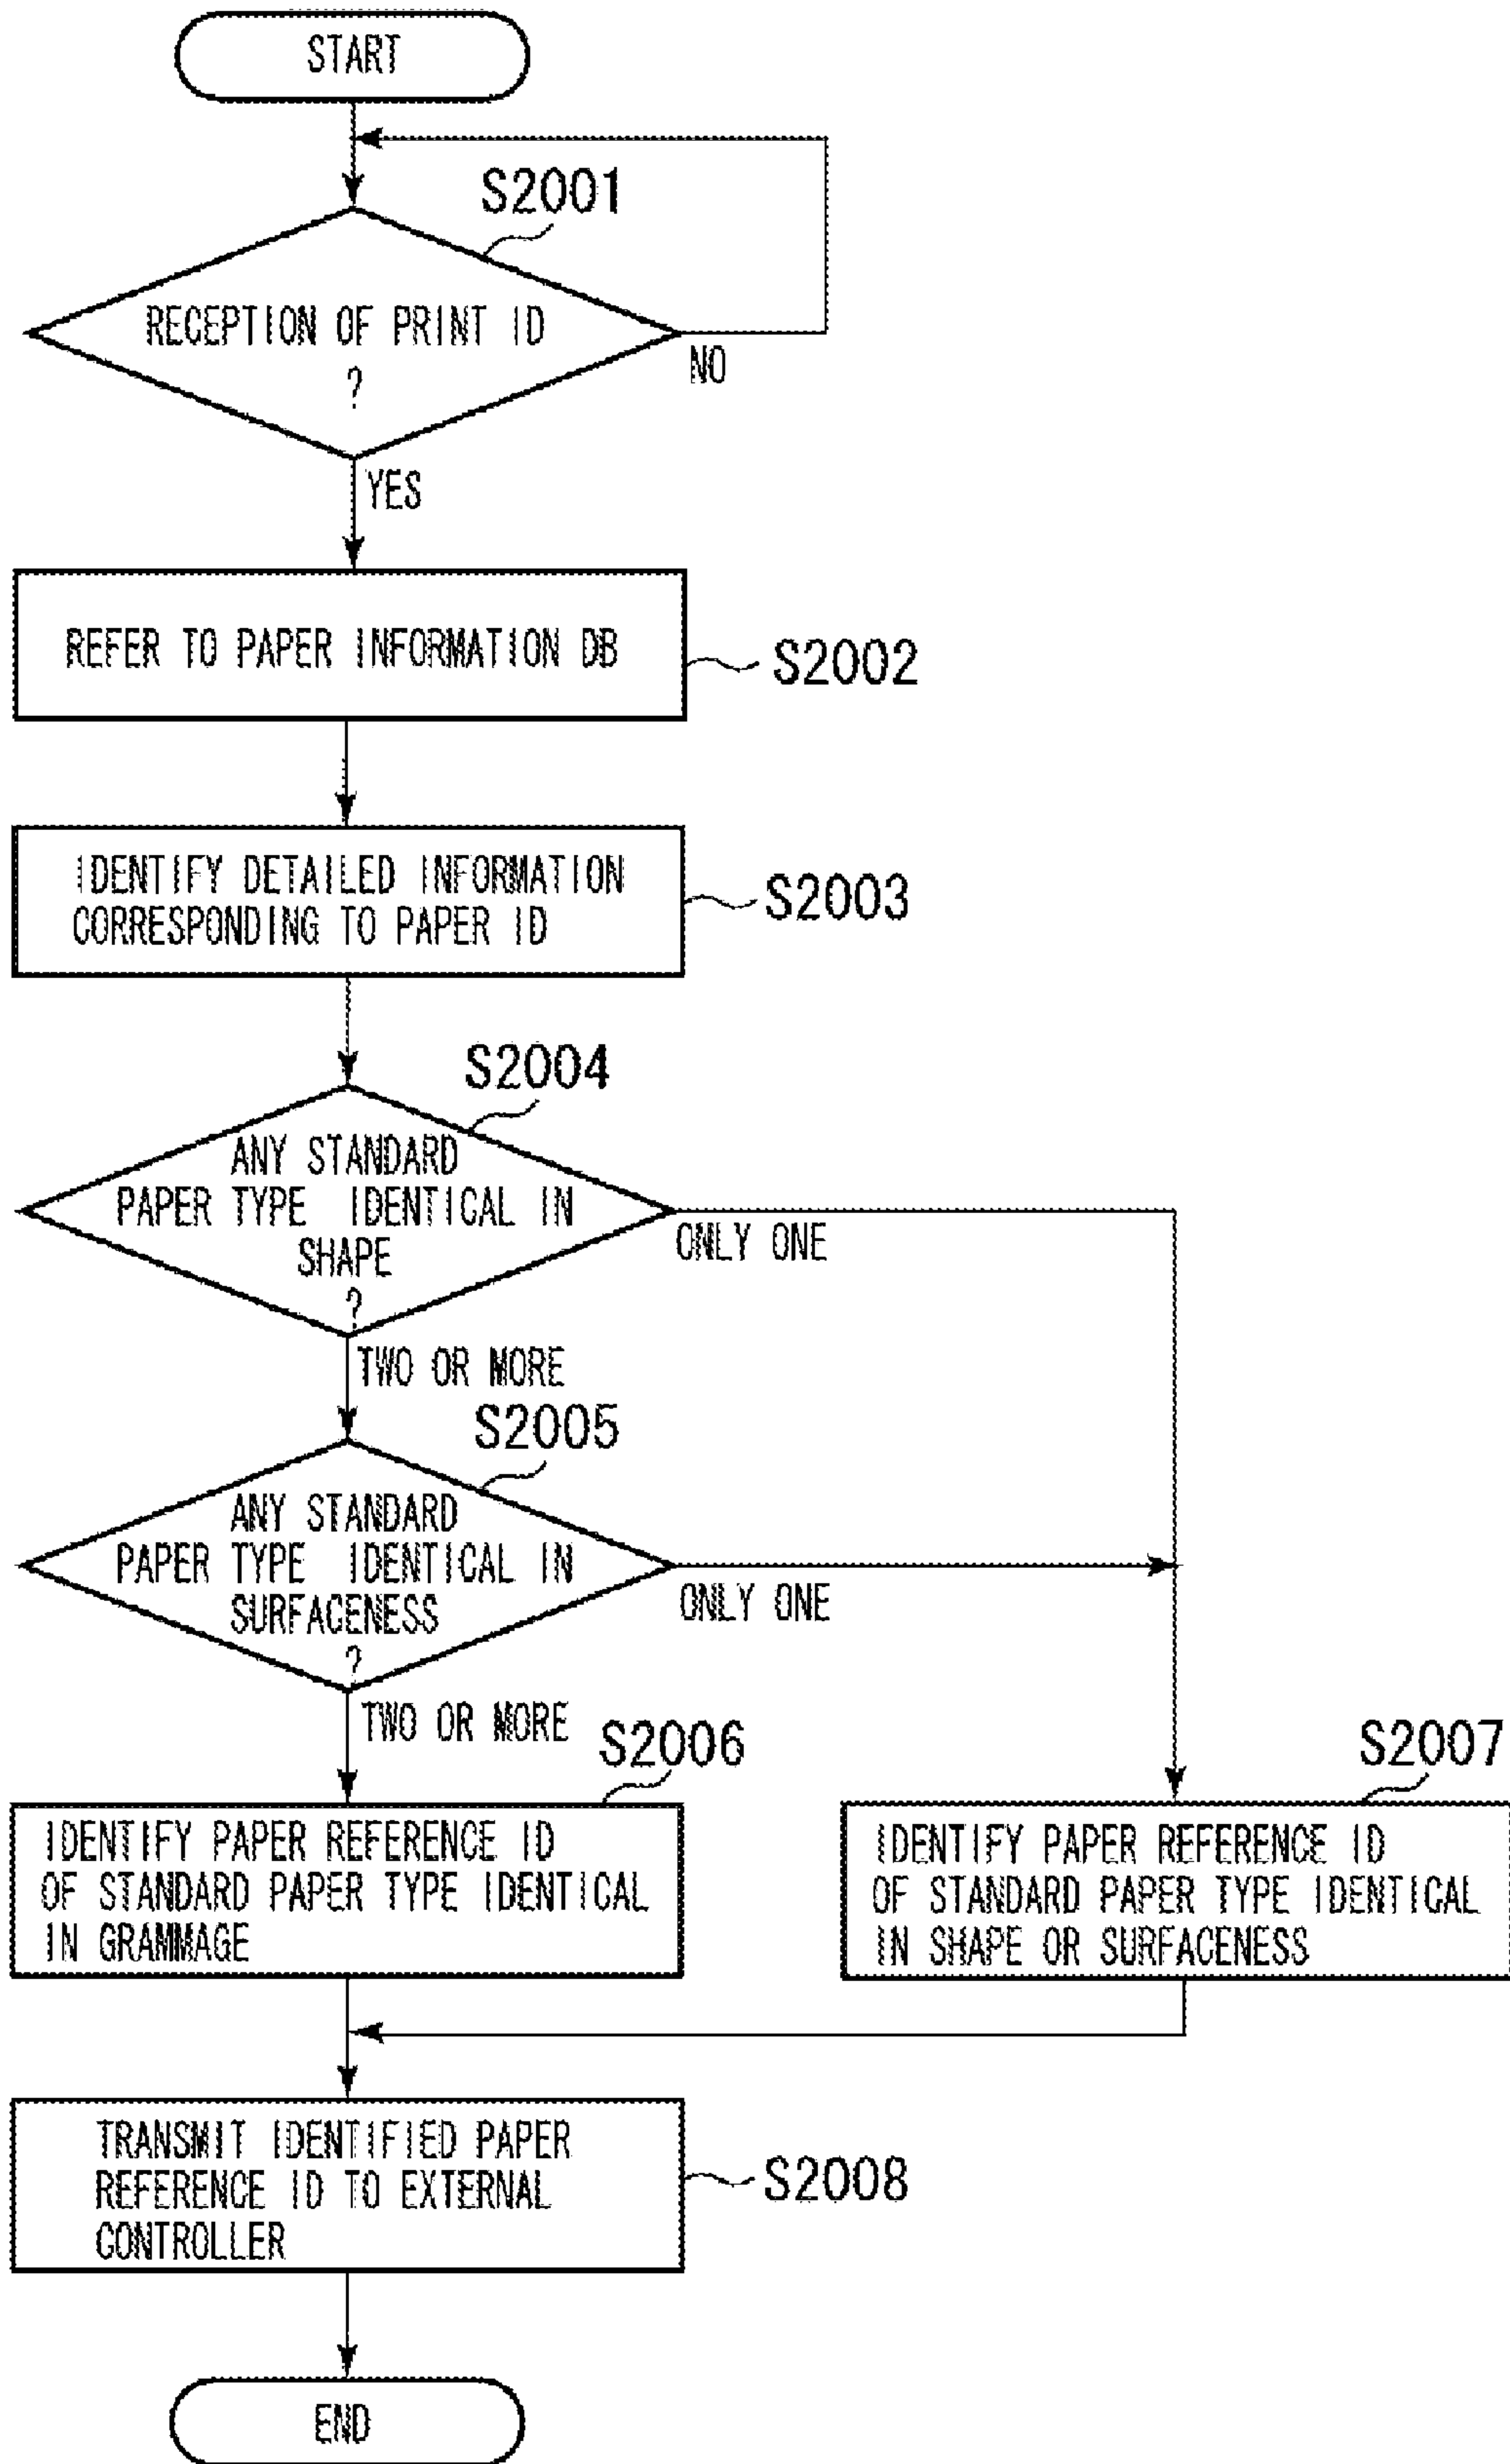 START
S2001
RECEPTION OF PRINT ID
?
NO
YES
REFER TO PAPER INFORMATION DB
S2002
IDENTIFY DETAILED INFORMATION
CORRESPONDING TO PAPER ID
S2003
S2004
ANY STANDARD
PAPER TYPE IDENTICAL IN
SHAPE
?
ONLY ONE
TWO OR MORE
S2005
ANY STANDARD
PAPER TYPE IDENTICAL IN
SURFACENESS
?
ONLY ONE
TWO OR MORE
S2006
IDENTIFY PAPER REFERENCE ID
OF STANDARD PAPER TYPE IDENTICAL
IN GRAMMAGE
S2007
IDENTIFY PAPER REFERENCE ID
OF STANDARD PAPER TYPE IDENTICAL
IN SHAPE OR SURFACENESS
TRANSMIT IDENTIFIED PAPER
REFERENCE ID TO EXTERNAL
CONTROLLER
S2008
END